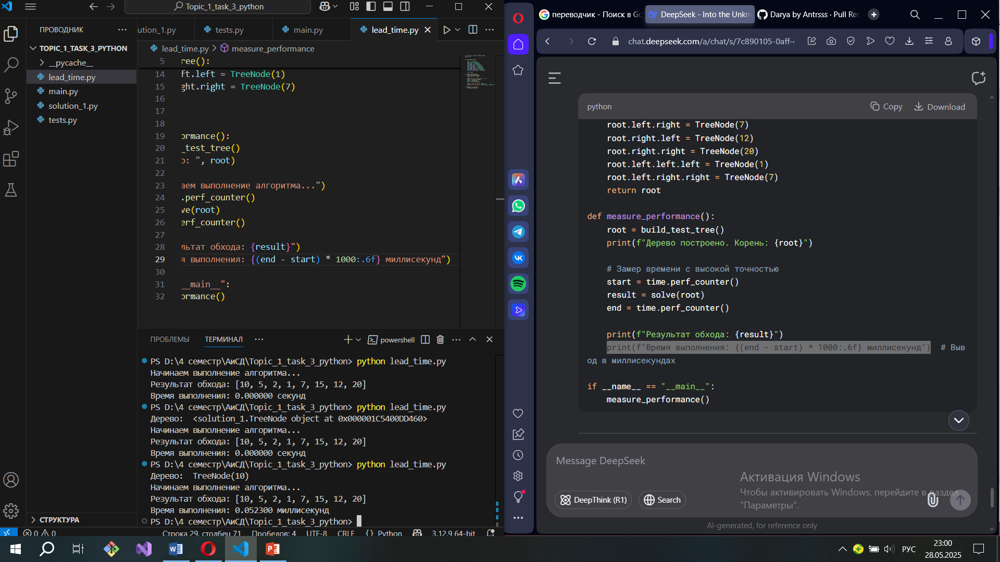 Topic_1_task_3_python
ПРОВОДНИК
TOPIC_1_TASK_3_PYTHON
__pycache__
lead_time.py
main.py
solution_1.py
tests.py
СТРУКТУРА
ution_1.py
tests.py
main.py
lead_time.py
lead_time.py > measure_performance
5 ree():
14 ft.left = TreeNode(1)
15 ght.right = TreeNode(7)
16
17
18
19 ormance():
20 _test_tree()
21 о: ", root)
22
23 аем выполнение алгоритма...")
24 .perf_counter()
25 ve(root)
26 erf_counter()
27
28 льтат обхода: {result}")
29 я выполнения: {(end - start) * 1000:.6f} миллисекунд")
30
31 __main__":
32 ormance()
ПРОБЛЕМЫ
ТЕРМИНАЛ
powershell
PS D:\4 семестр\АиСД\Topic_1_task_3_python> python lead_time.py
Начинаем выполнение алгоритма...
Результат обхода: [10, 5, 2, 1, 7, 15, 12, 20]
Время выполнения: 0.000000 секунд
PS D:\4 семестр\АиСД\Topic_1_task_3_python> python lead_time.py
Дерево:  <solution_1.TreeNode object at 0x000001C5400DD460>
Начинаем выполнение алгоритма...
Результат обхода: [10, 5, 2, 1, 7, 15, 12, 20]
Время выполнения: 0.000000 секунд
PS D:\4 семестр\АиСД\Topic_1_task_3_python> python lead_time.py
Дерево:  TreeNode(10)
Начинаем выполнение алгоритма...
Результат обхода: [10, 5, 2, 1, 7, 15, 12, 20]
Время выполнения: 0.052300 миллисекунд
PS D:\4 семестр\АиСД\Topic_1_task_3_python>
0 0 Строка 29, столбец 71 Пробелов: 4 UTF-8 CRLF {} Python 3.12.9 64-bit
переводчик - Поиск в Go
DeepSeek - Into the Unkn
Darya by Antrsss · Pull Rec
chat.deepseek.com/a/chat/s/7c890105-0aff-
python
Copy
Download
root.left.right = TreeNode(7)
root.right.left = TreeNode(12)
root.right.right = TreeNode(20)
root.left.left.left = TreeNode(1)
root.left.right.right = TreeNode(7)
return root
def measure_performance():
root = build_test_tree()
print(f"Дерево построено. Корень: {root}")
# Замер времени с высокой точностью
start = time.perf_counter()
result = solve(root)
end = time.perf_counter()
print(f"Результат обхода: {result}")
print(f"Время выполнения: {(end - start) * 1000:.6f} миллисекунд")  # Выв
од в миллисекундах
if __name__ == "__main__":
measure_performance()
Message DeepSeek
DeepThink (R1)
Search
Активация Windows
Чтобы активировать Windows, перейдите в раздел
"Параметры".
AI-generated, for reference only
РУС
23:00
28.05.2025